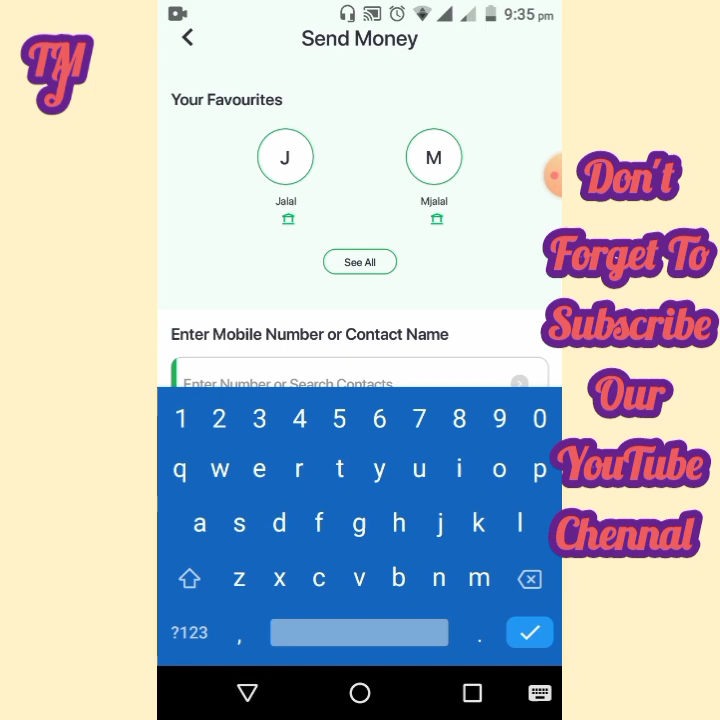 TMJ
9:35 pm
Send Money
Your Favourites
J
M
Jalal
Mjalal
See All
Enter Mobile Number or Contact Name
Enter Number or Search Contacts
1 2 3 4 5 6 7 8 9 0
q w e r t y u i o p
a s d f g h j k l
z x c v b n m
?123 , .
Don't
Forget To
Subscribe
Our
YouTube
Chennal